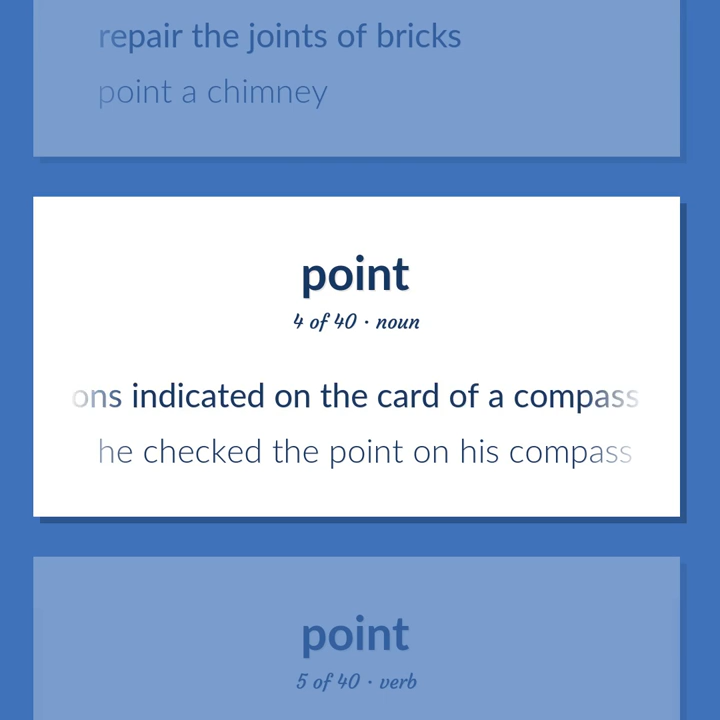 repair the joints of bricks
point a chimney
point
4 of 40 · noun
ons indicated on the card of a compass
he checked the point on his compass
point
5 of 40 · verb